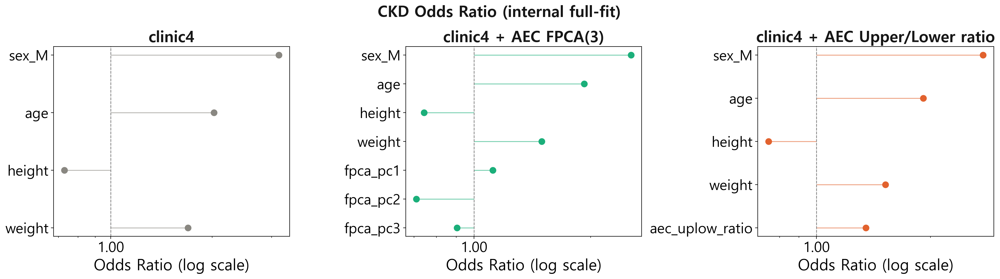 CKD Odds Ratio (internal full-fit)
clinic4
sex_M
age
height
weight
1.00
Odds Ratio (log scale)
clinic4 + AEC FPCA(3)
sex_M
age
height
weight
fpca_pc1
fpca_pc2
fpca_pc3
1.00
Odds Ratio (log scale)
clinic4 + AEC Upper/Lower ratio
sex_M
age
height
weight
aec_uplow_ratio
1.00
Odds Ratio (log scale)